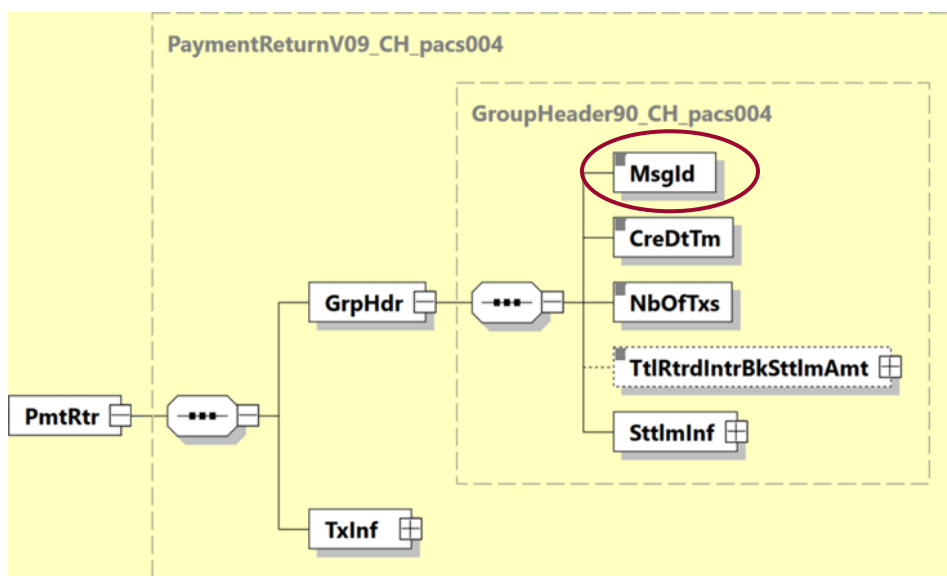 PaymentReturnV09_CH_pacs004
GroupHeader90_CH_pacs004
MsgId
CreDtTm
GrpHdr
NbOfTxs
TtlRtrdIntrBkSttlmAmt
PmtRtr
SttlmInf
TxInf